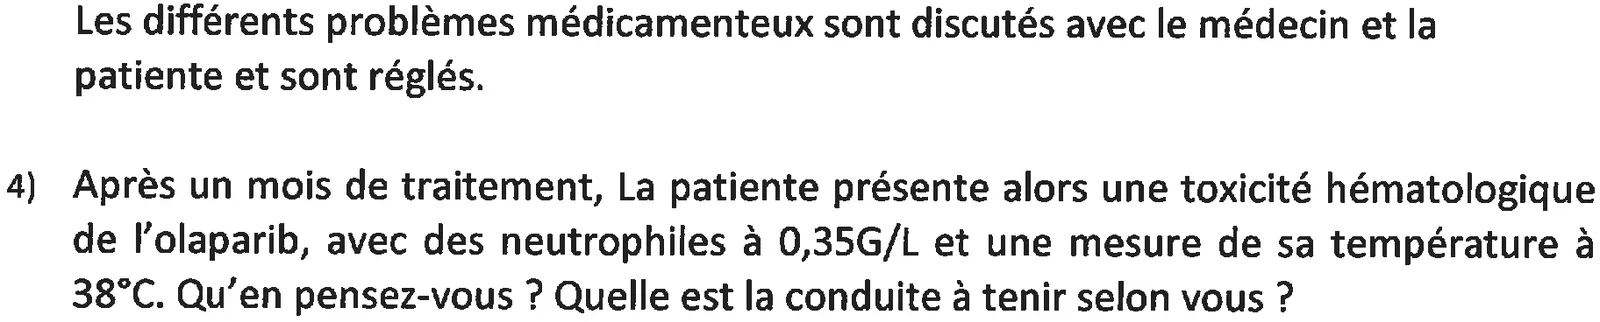 Les différents problèmes médicamenteux sont discutés avec le médecin et la
patiente et sont réglés.
4) Après un mois de traitement, La patiente présente alors une toxicité hématologique
de l'olaparib, avec des neutrophiles à 0,35G/L et une mesure de sa température à
38°C. Qu'en pensez-vous ? Quelle est la conduite à tenir selon vous ?